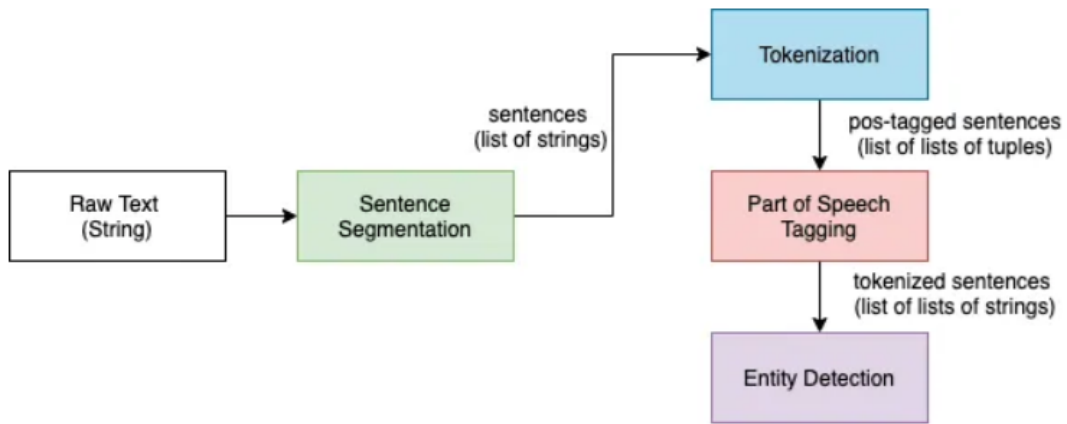 Raw Text
(String)
Sentence
Segmentation
sentences
(list of strings)
Tokenization
pos-tagged sentences
(list of lists of tuples)
Part of Speech
Tagging
tokenized sentences
(list of lists of strings)
Entity Detection